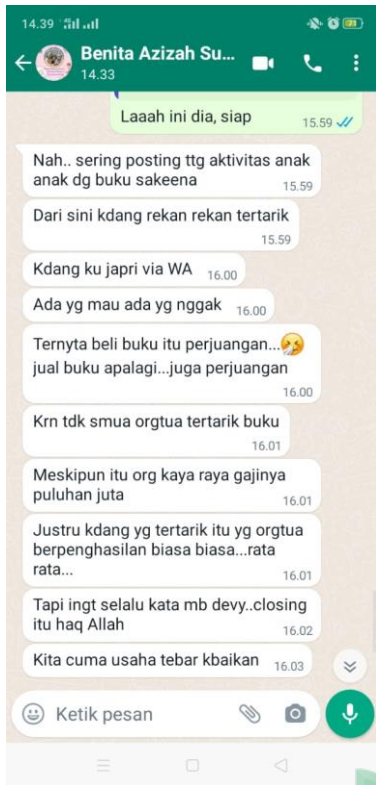 14.39
Benita Azizah Su...
14.33
Laaah ini dia, siap
15.59
Nah.. sering posting ttg aktivitas anak
anak dg buku sakeena
15.59
Dari sini kdang rekan rekan tertarik
15.59
Kdang ku japri via WA 16.00
Ada yg mau ada yg nggak 16.00
Ternyta beli buku itu perjuangan...🤧
jual buku apalagi...juga perjuangan
16.00
Krn tdk smua orgtua tertarik buku
16.01
Meskipun itu org kaya raya gajinya
puluhan juta
16.01
Justru kdang yg tertarik itu yg orgtua
berpenghasilan biasa biasa...rata
rata...
16.01
Tapi ingt selalu kata mb devy..closing
itu haq Allah
16.02
Kita cuma usaha tebar kbaikan 16.03
Ketik pesan